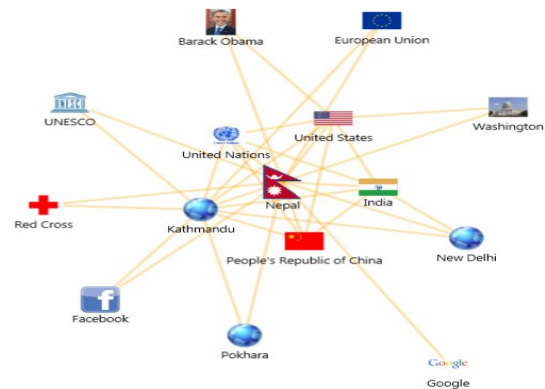 Barack Obama
European Union
UNESCO
UNESCO
United States
Washington
United Nations
Red Cross
Kathmandu
Nepal
India
People's Republic of China
New Delhi
f
Facebook
Pokhara
Google
Google